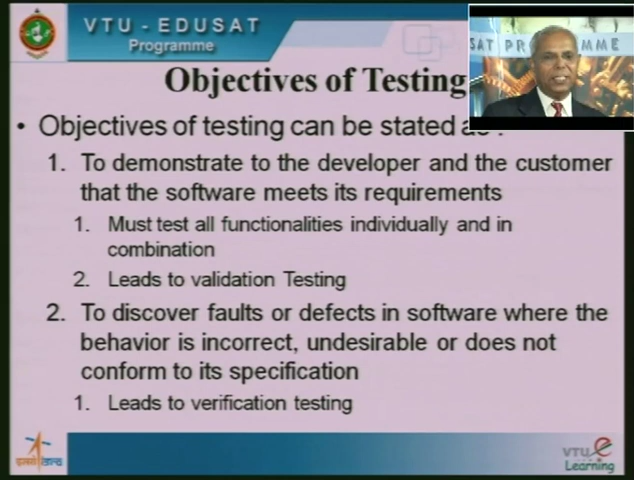 VTU - EDUSAT
Programme
SAT PR MME
Objectives of Testing
• Objectives of testing can be stated as :
1. To demonstrate to the developer and the customer
that the software meets its requirements
1. Must test all functionalities individually and in
combination
2. Leads to validation Testing
2. To discover faults or defects in software where the
behavior is incorrect, undesirable or does not
conform to its specification
1. Leads to verification testing
VTU e
Learning